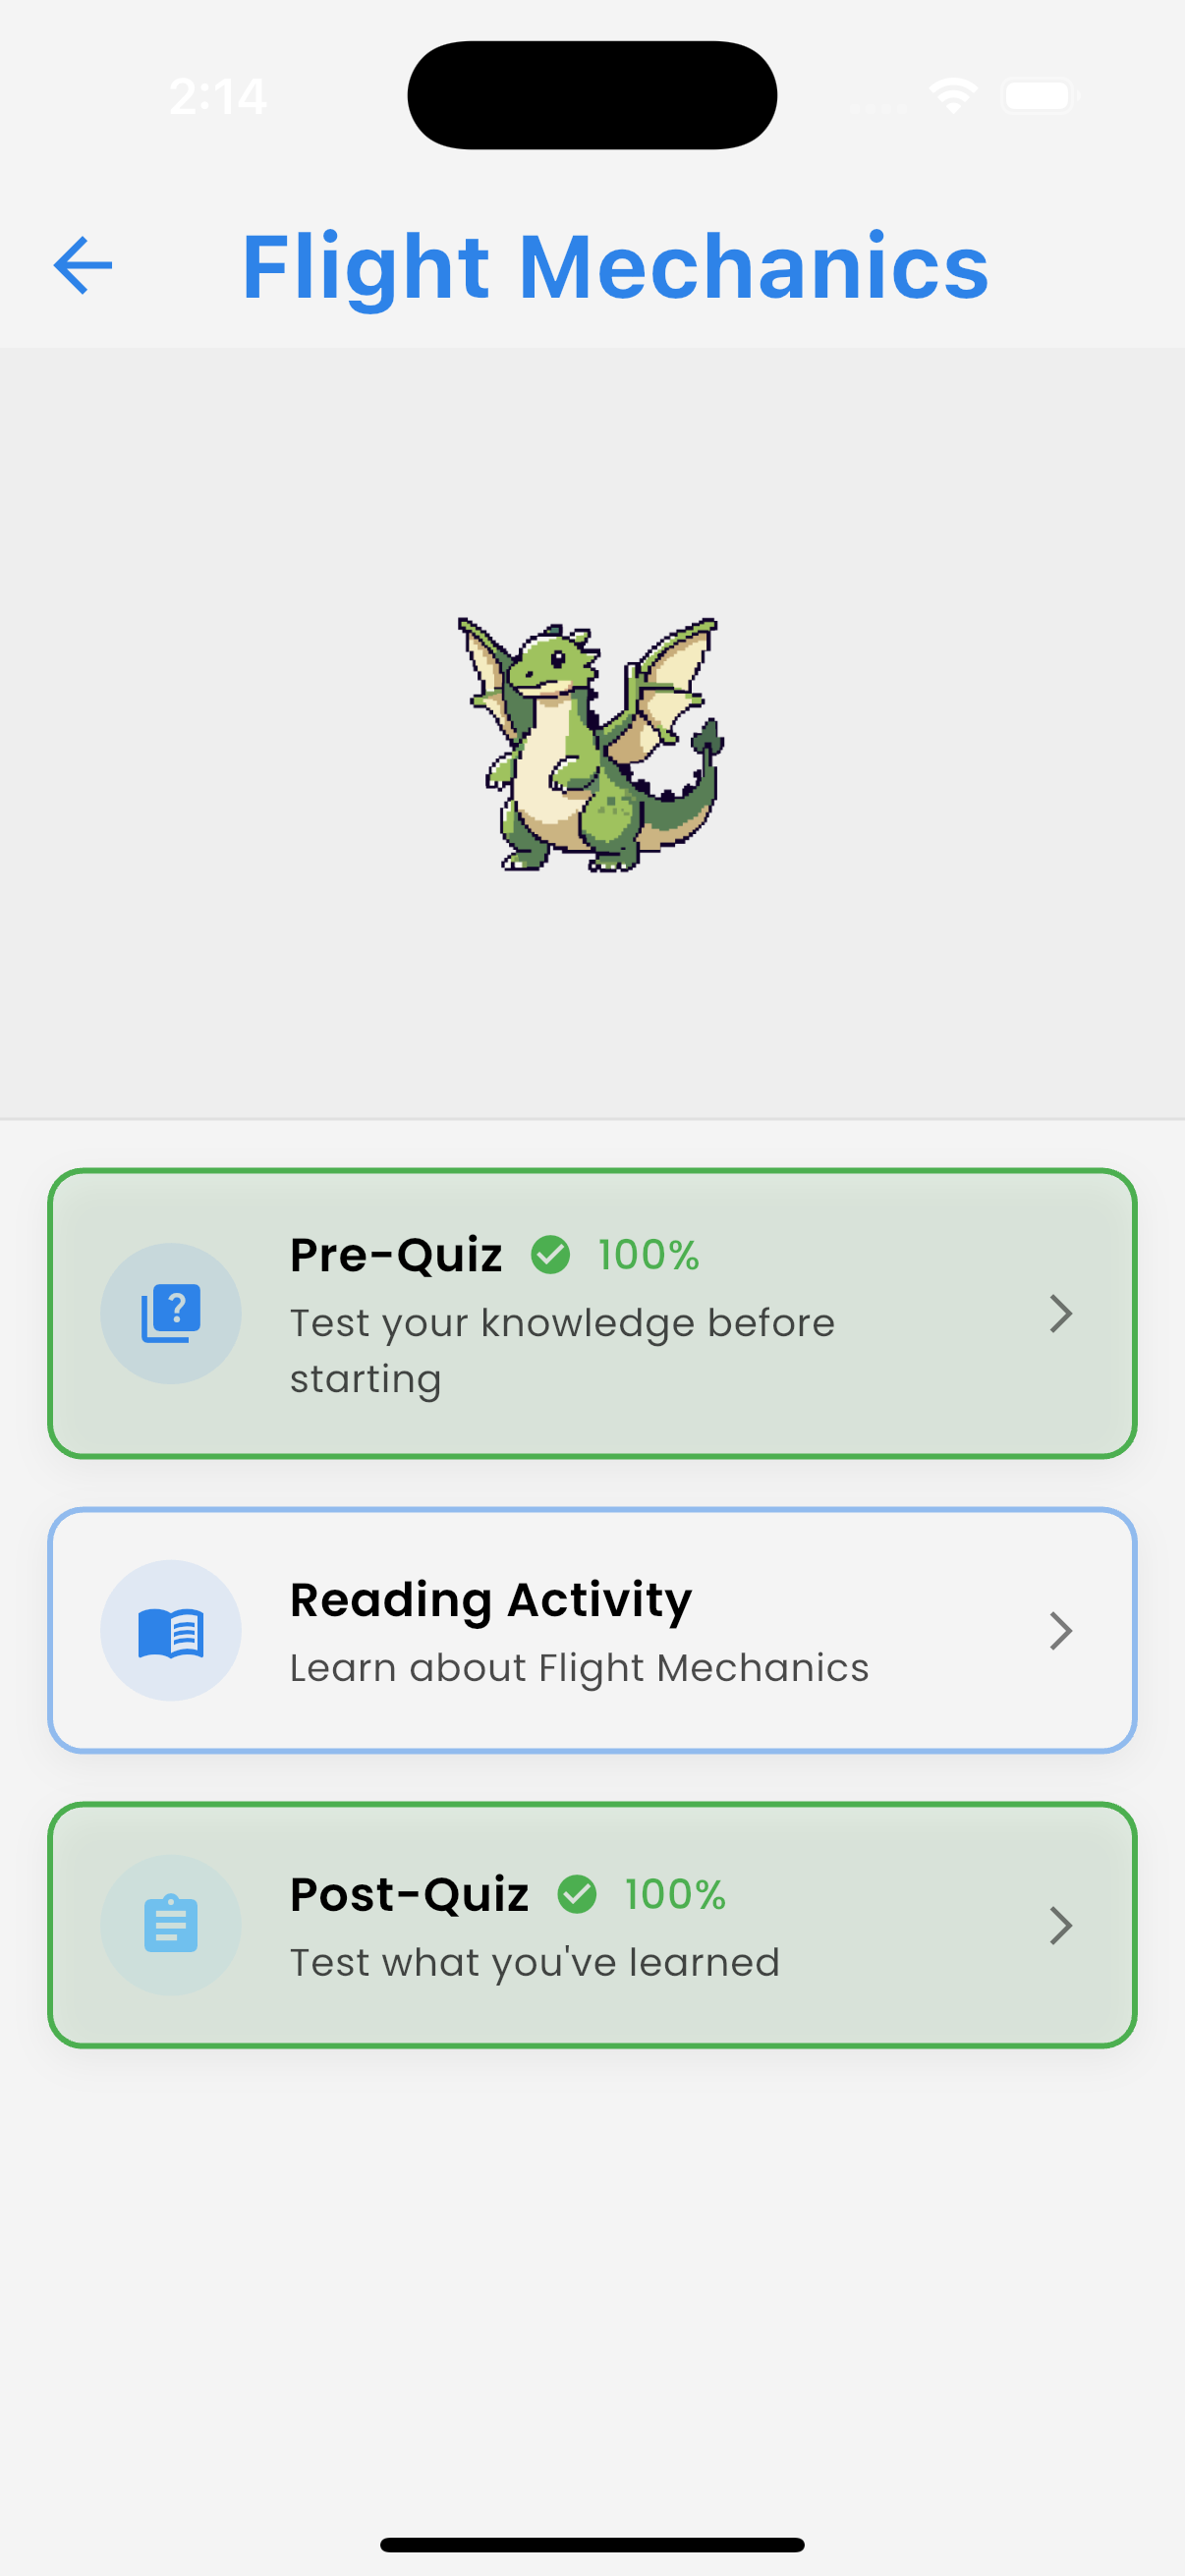 2:14
Flight Mechanics
Pre-Quiz 100%
Test your knowledge before
starting
Reading Activity
Learn about Flight Mechanics
Post-Quiz 100%
Test what you've learned